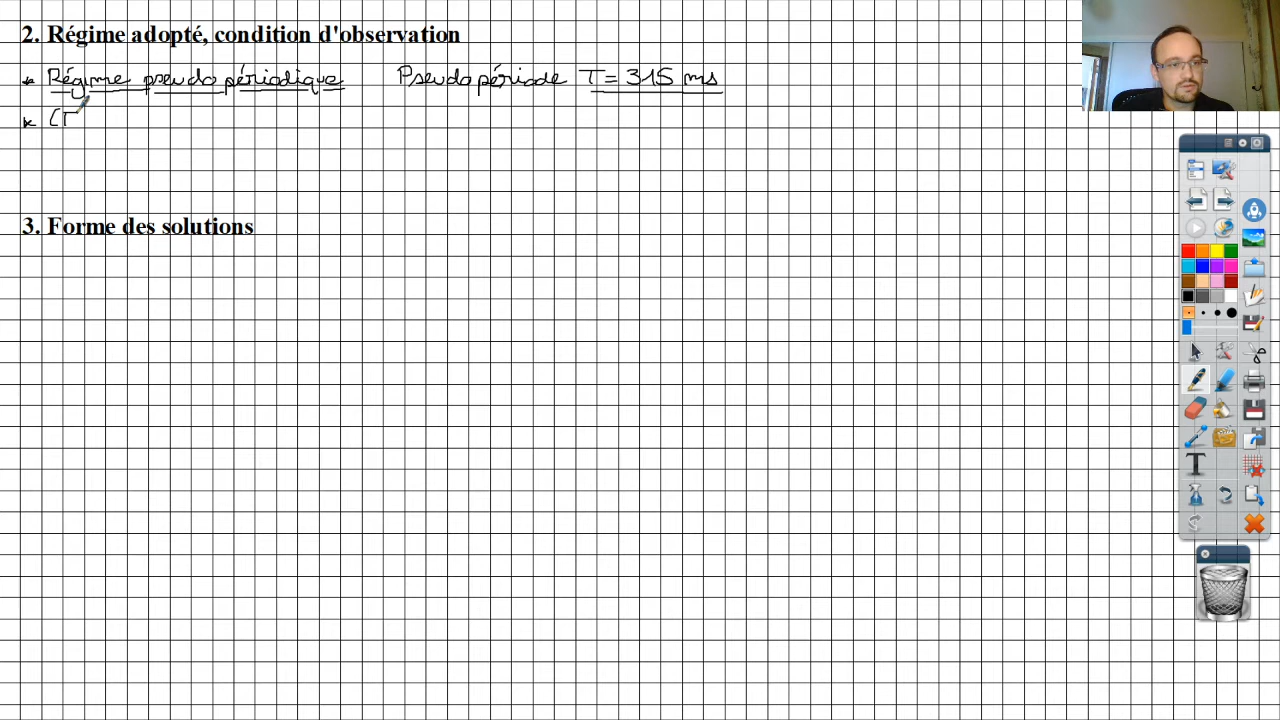 2. Régime adopté, condition d'observation
* Régime pseudo périodique Pseudo période T = 315 ms
* (T
3. Forme des solutions